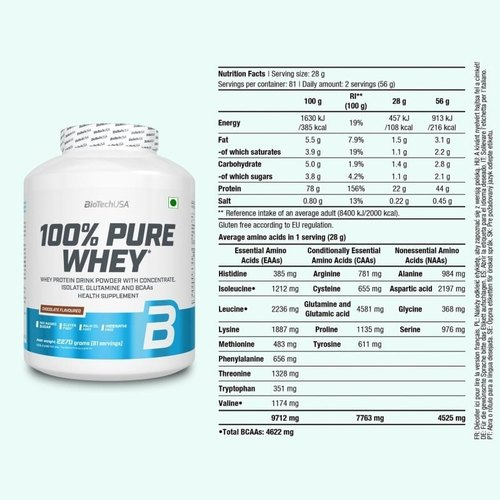 BioTechUSA
100% PURE
WHEY*
WHEY PROTEIN DRINK POWDER WITH CONCENTRATE,
ISOLATE, GLUTAMINE AND BCAAs
HEALTH SUPPLEMENT
CHOCOLATE FLAVOURED
NO ADDED SUGAR
GLUTEN FREE
PALM OIL FREE
net weight 2270 grams [81 servings]
B
Nutrition Facts | Serving size: 28 g
Servings per container: 81 | Daily amount: 2 servings (56 g)
100 g RI** (100 g) 28 g 56 g
Energy 1630 kJ /385 kcal 19% 457 kJ /108 kcal 913 kJ /216 kcal
Fat 5.5 g 7.9% 1.5 g 3.1 g
-of which saturates 3.9 g 19% 1.1 g 2.2 g
Carbohydrate 5.0 g 1.9% 1.4 g 2.8 g
-of which sugars 3.8 g 4.2% 1.1 g 2.1 g
Protein 78 g 156% 22 g 44 g
Salt 0.80 g 13% 0.22 g 0.45 g
** Reference intake of an average adult (8400 kJ/2000 kcal).
Gluten free according to EU regulation.
Average amino acids in 1 serving (28 g)
Essential Amino Acids (EAAs) Conditionally Essential Amino Acids (CAAs) Nonessential Amino Acids (NAAs)
Histidine 385 mg Arginine 781 mg Alanine 984 mg
Isoleucine• 1212 mg Cysteine 655 mg Aspartic acid 2197 mg
Leucine• 2236 mg Glutamine and Glutamic acid 4581 mg Glycine 368 mg
Lysine 1887 mg Proline 1135 mg Serine 976 mg
Methionine 483 mg Tyrosine 611 mg
Phenylalanine 656 mg
Threonine 1328 mg
Tryptophan 351 mg
Valine• 1174 mg
9712 mg 7763 mg 4525 mg
•Total BCAAs: 4622 mg